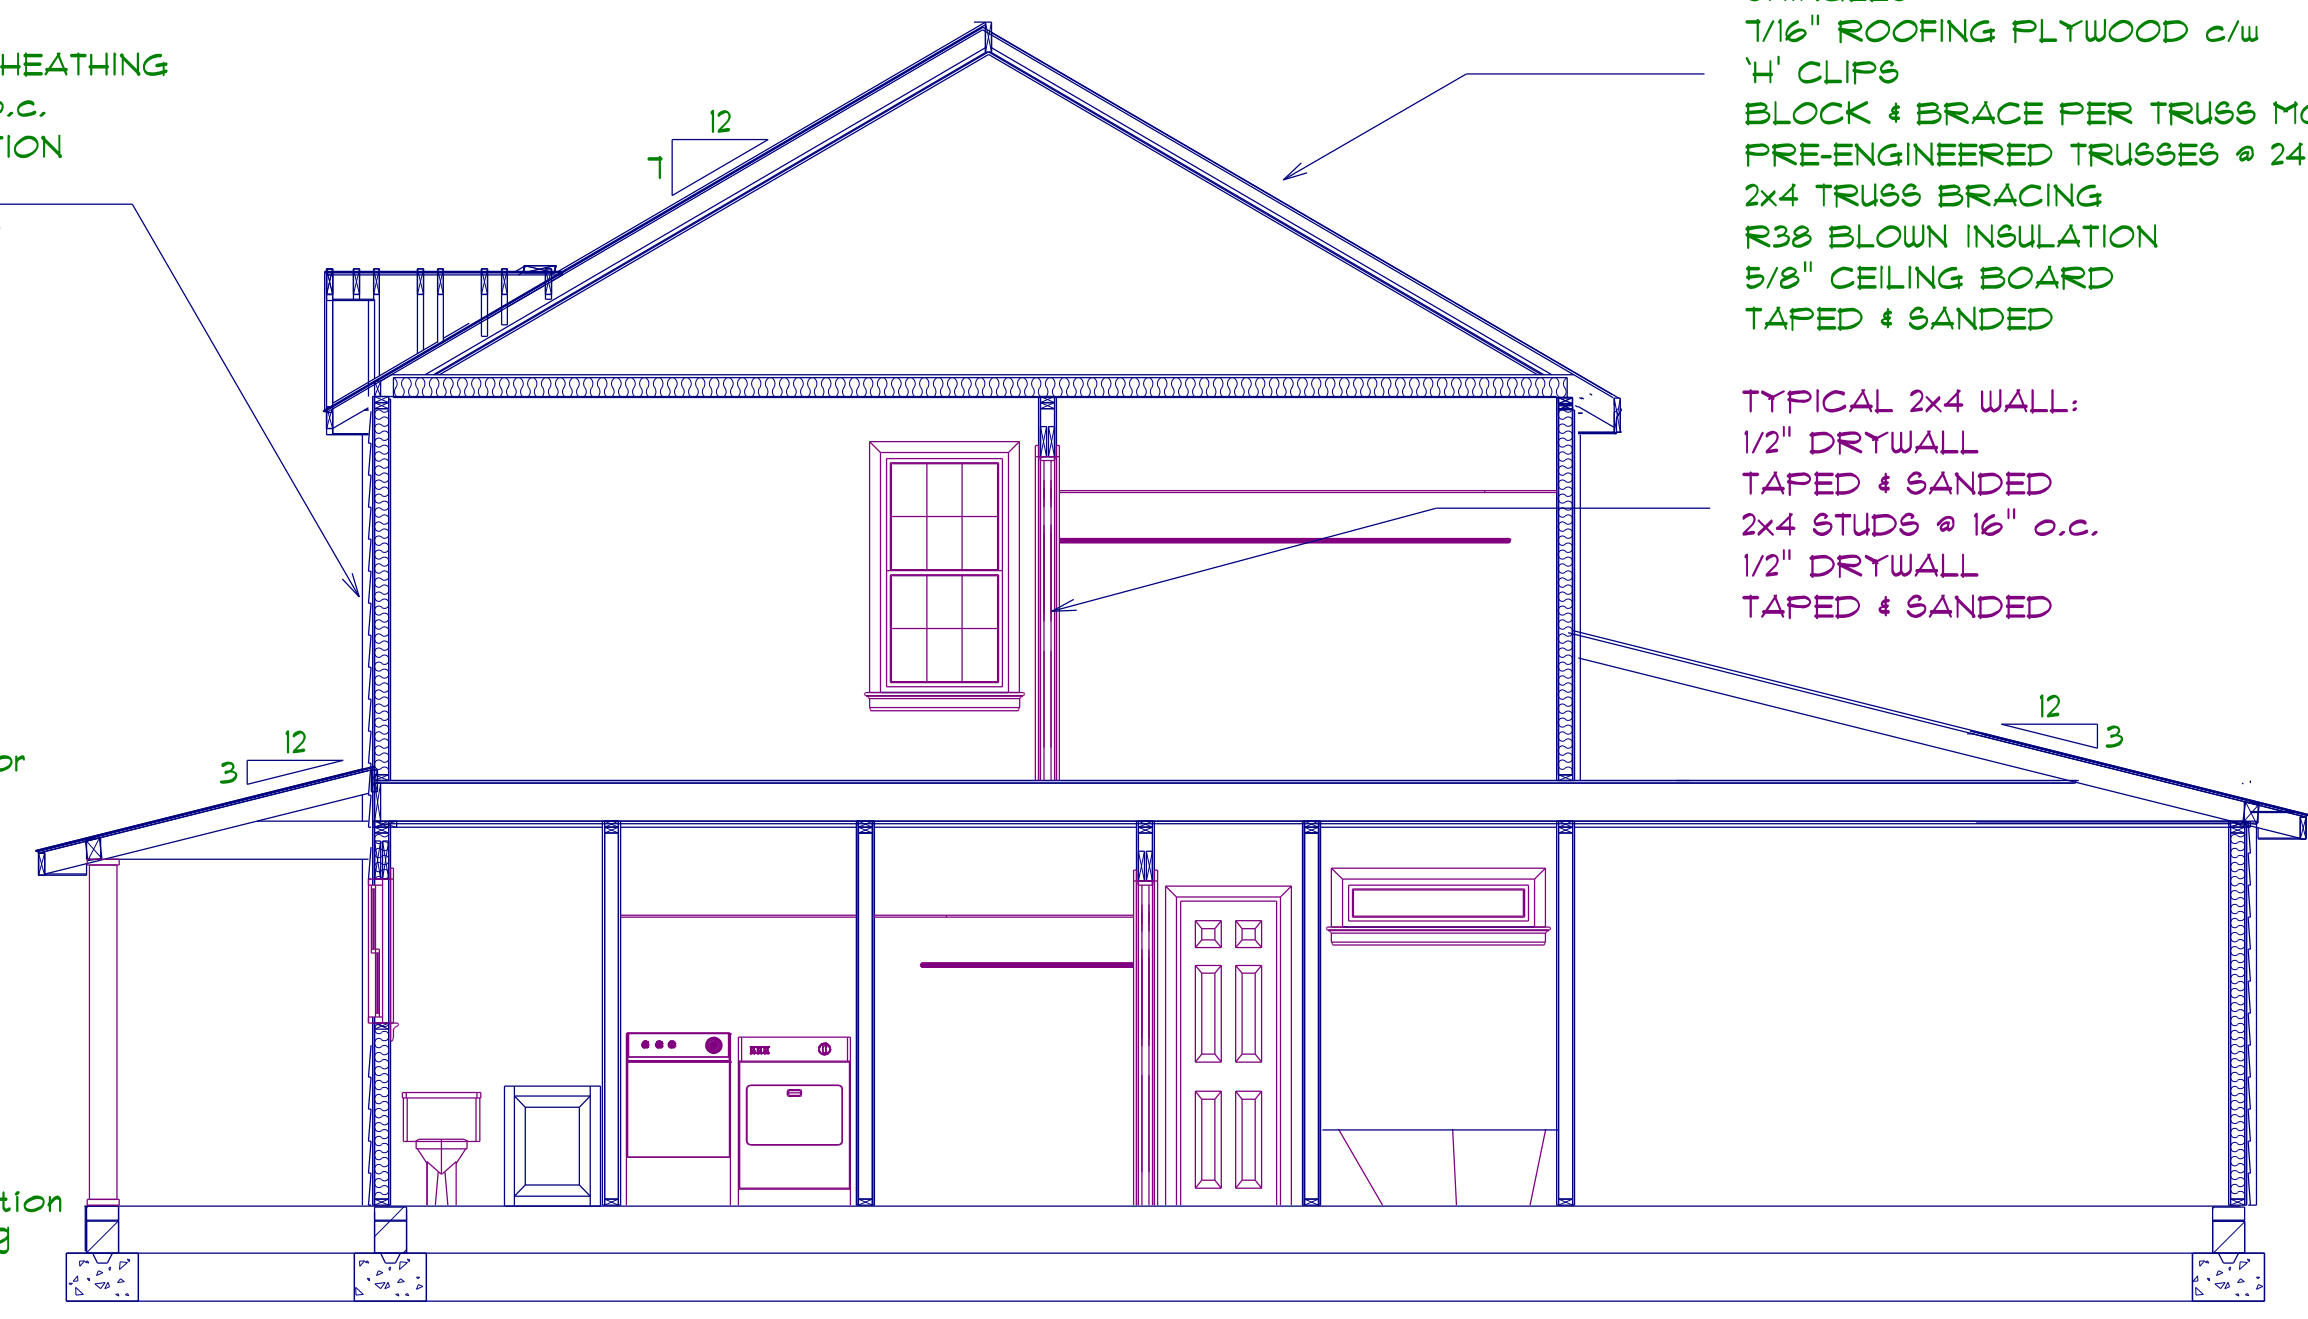 HEATHING
o.c.
TION
12
7
7/16" ROOFING PLYWOOD c/w
'H' CLIPS
BLOCK & BRACE PER TRUSS
PRE-ENGINEERED TRUSSES @ 24
2x4 TRUSS BRACING
R38 BLOWN INSULATION
5/8" CEILING BOARD
TAPED & SANDED
TYPICAL 2x4 WALL:
1/2" DRYWALL
TAPED & SANDED
2x4 STUDS @ 16" o.c.
1/2" DRYWALL
TAPED & SANDED
12
3
12
3
or
tion
g